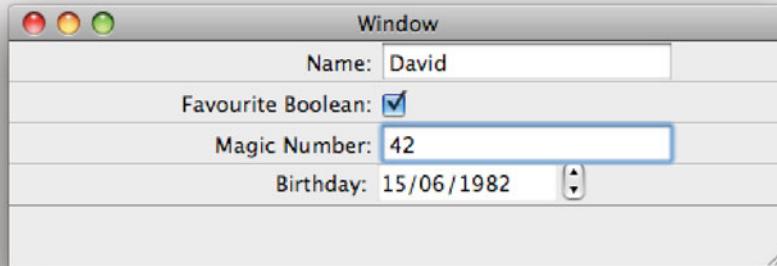 Window
Name: David
Favourite Boolean:
Magic Number: 42
Birthday: 15/06/1982